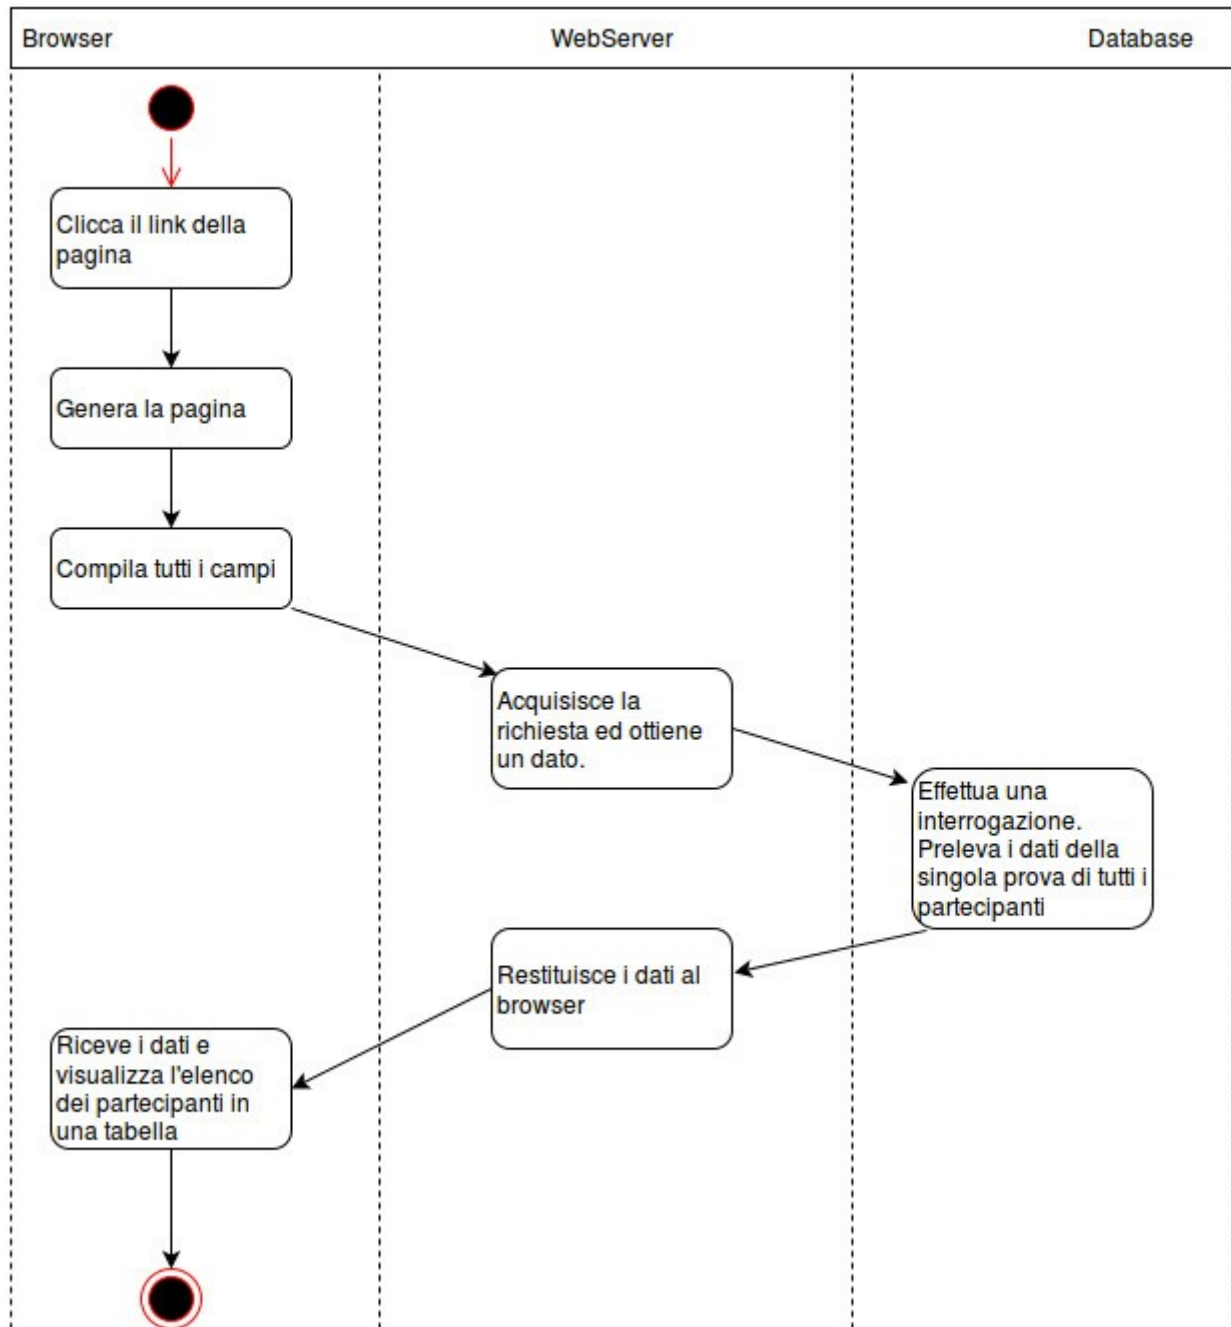 Browser
WebServer
Database
Clicca il link della
pagina
Genera la pagina
Compila tutti i campi
Acquisisce la
richiesta ed ottiene
un dato.
Effettua una
interrogazione.
Preleva i dati della
singola prova di tutti i
partecipanti
Restituisce i dati al
browser
Riceve i dati e
visualizza l'elenco
dei partecipanti in
una tabella